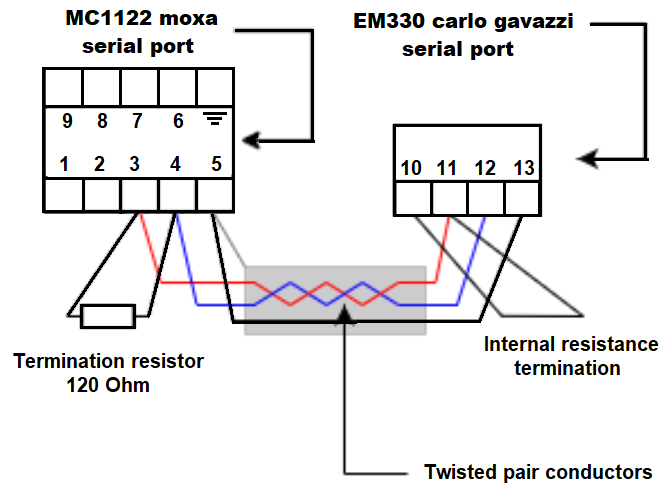 MC1122 moxa
serial port
EM330 carlo gavazzi
serial port
9 8 7 6
1 2 3 4 5
10 11 12 13
Termination resistor
120 Ohm
Internal resistance
termination
Twisted pair conductors